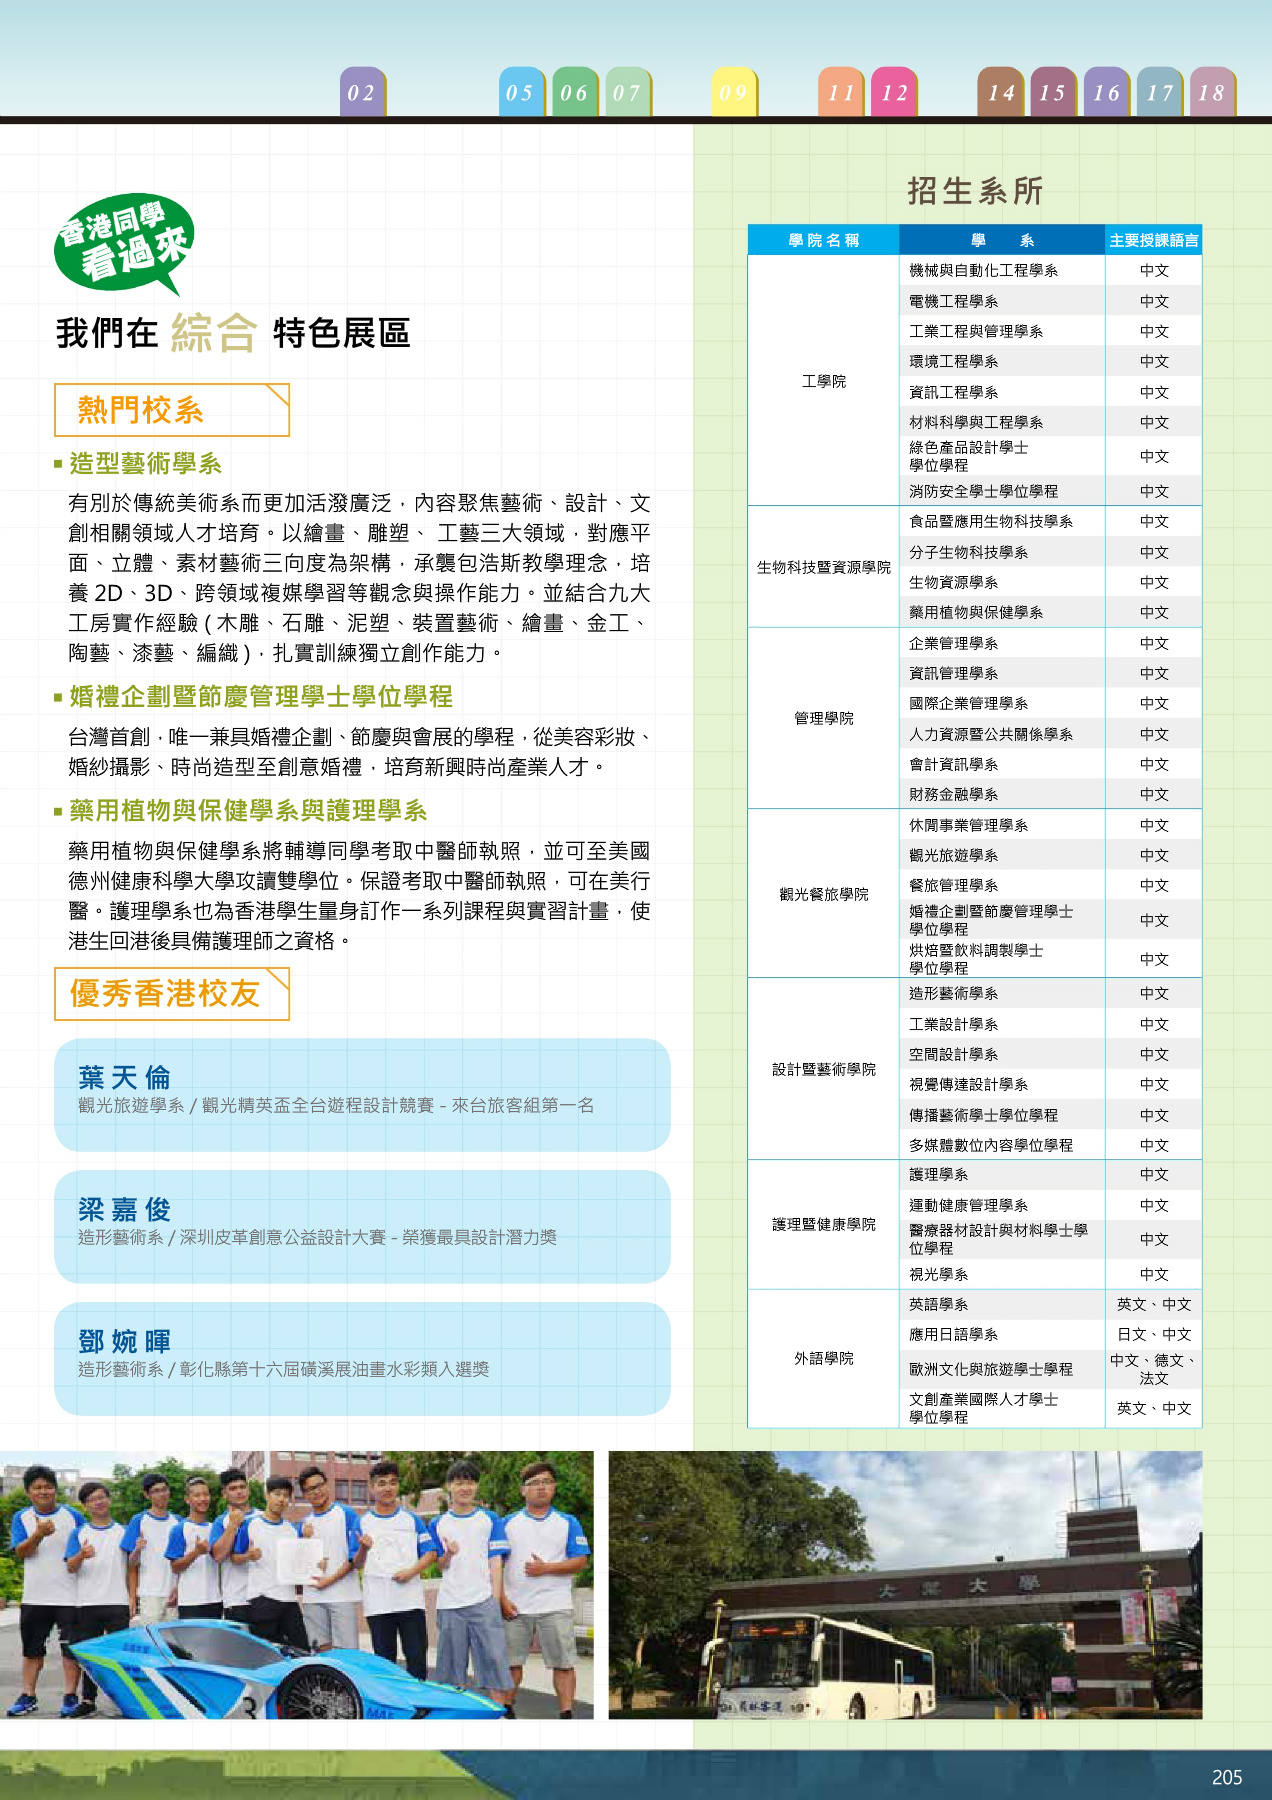 02
05
06
07
09
11
12
14
15
16
17
18
香港同學
看過來
我們在 綜合 特色展區
熱門校系
造型藝術學系
有別於傳統美術系而更加活潑廣泛，內容聚焦藝術、設計、文
創相關領域人才培育。以繪畫、雕塑、 工藝三大領域，對應平
面、立體、素材藝術三向度為架構，承襲包浩斯教學理念，培
養 2D、3D、跨領域複媒學習等觀念與操作能力。並結合九大
工房實作經驗 ( 木雕、石雕、泥塑、裝置藝術、繪畫、金工、
陶藝、漆藝、編織 )，扎實訓練獨立創作能力。
婚禮企劃暨節慶管理學士學位學程
台灣首創，唯一兼具婚禮企劃、節慶與會展的學程，從美容彩妝、
婚紗攝影、時尚造型至創意婚禮，培育新興時尚產業人才。
藥用植物與保健學系與護理學系
藥用植物與保健學系將輔導同學考取中醫師執照，並可至美國
德州健康科學大學攻讀雙學位。保證考取中醫師執照，可在美行
醫。護理學系也為香港學生量身訂作一系列課程與實習計畫，使
港生回港後具備護理師之資格。
優秀香港校友
葉天倫
觀光旅遊學系 / 觀光精英盃全台遊程設計競賽 - 來台旅客組第一名
梁嘉俊
造形藝術系 / 深圳皮革創意公益設計大賽 - 榮獲最具設計潛力獎
鄧婉暉
造形藝術系 / 彰化縣第十六屆磺溪展油畫水彩類入選獎
招生系所
學院名稱 學 系 主要授課語言
工學院
機械與自動化工程學系 中文
電機工程學系 中文
工業工程與管理學系 中文
環境工程學系 中文
資訊工程學系 中文
材料科學與工程學系 中文
綠色產品設計學士
學位學程 中文
消防安全學士學位學程 中文
生物科技暨資源學院
食品暨應用生物科技學系 中文
分子生物科技學系 中文
生物資源學系 中文
藥用植物與保健學系 中文
管理學院
企業管理學系 中文
資訊管理學系 中文
國際企業管理學系 中文
人力資源暨公共關係學系 中文
會計資訊學系 中文
財務金融學系 中文
觀光餐旅學院
休閒事業管理學系 中文
觀光旅遊學系 中文
餐旅管理學系 中文
婚禮企劃暨節慶管理學士
學位學程 中文
烘焙暨飲料調製學士
學位學程 中文
設計暨藝術學院
造形藝術學系 中文
工業設計學系 中文
空間設計學系 中文
視覺傳達設計學系 中文
傳播藝術學士學位學程 中文
多媒體數位內容學位學程 中文
護理暨健康學院
護理學系 中文
運動健康管理學系 中文
醫療器材設計與材料學士學
位學程 中文
視光學系 中文
外語學院
英語學系 英文、中文
應用日語學系 日文、中文
歐洲文化與旅遊學士學程 中文、德文、
法文
文創產業國際人才學士
學位學程 英文、中文
3
MAE
大葉大學
員林客運
205